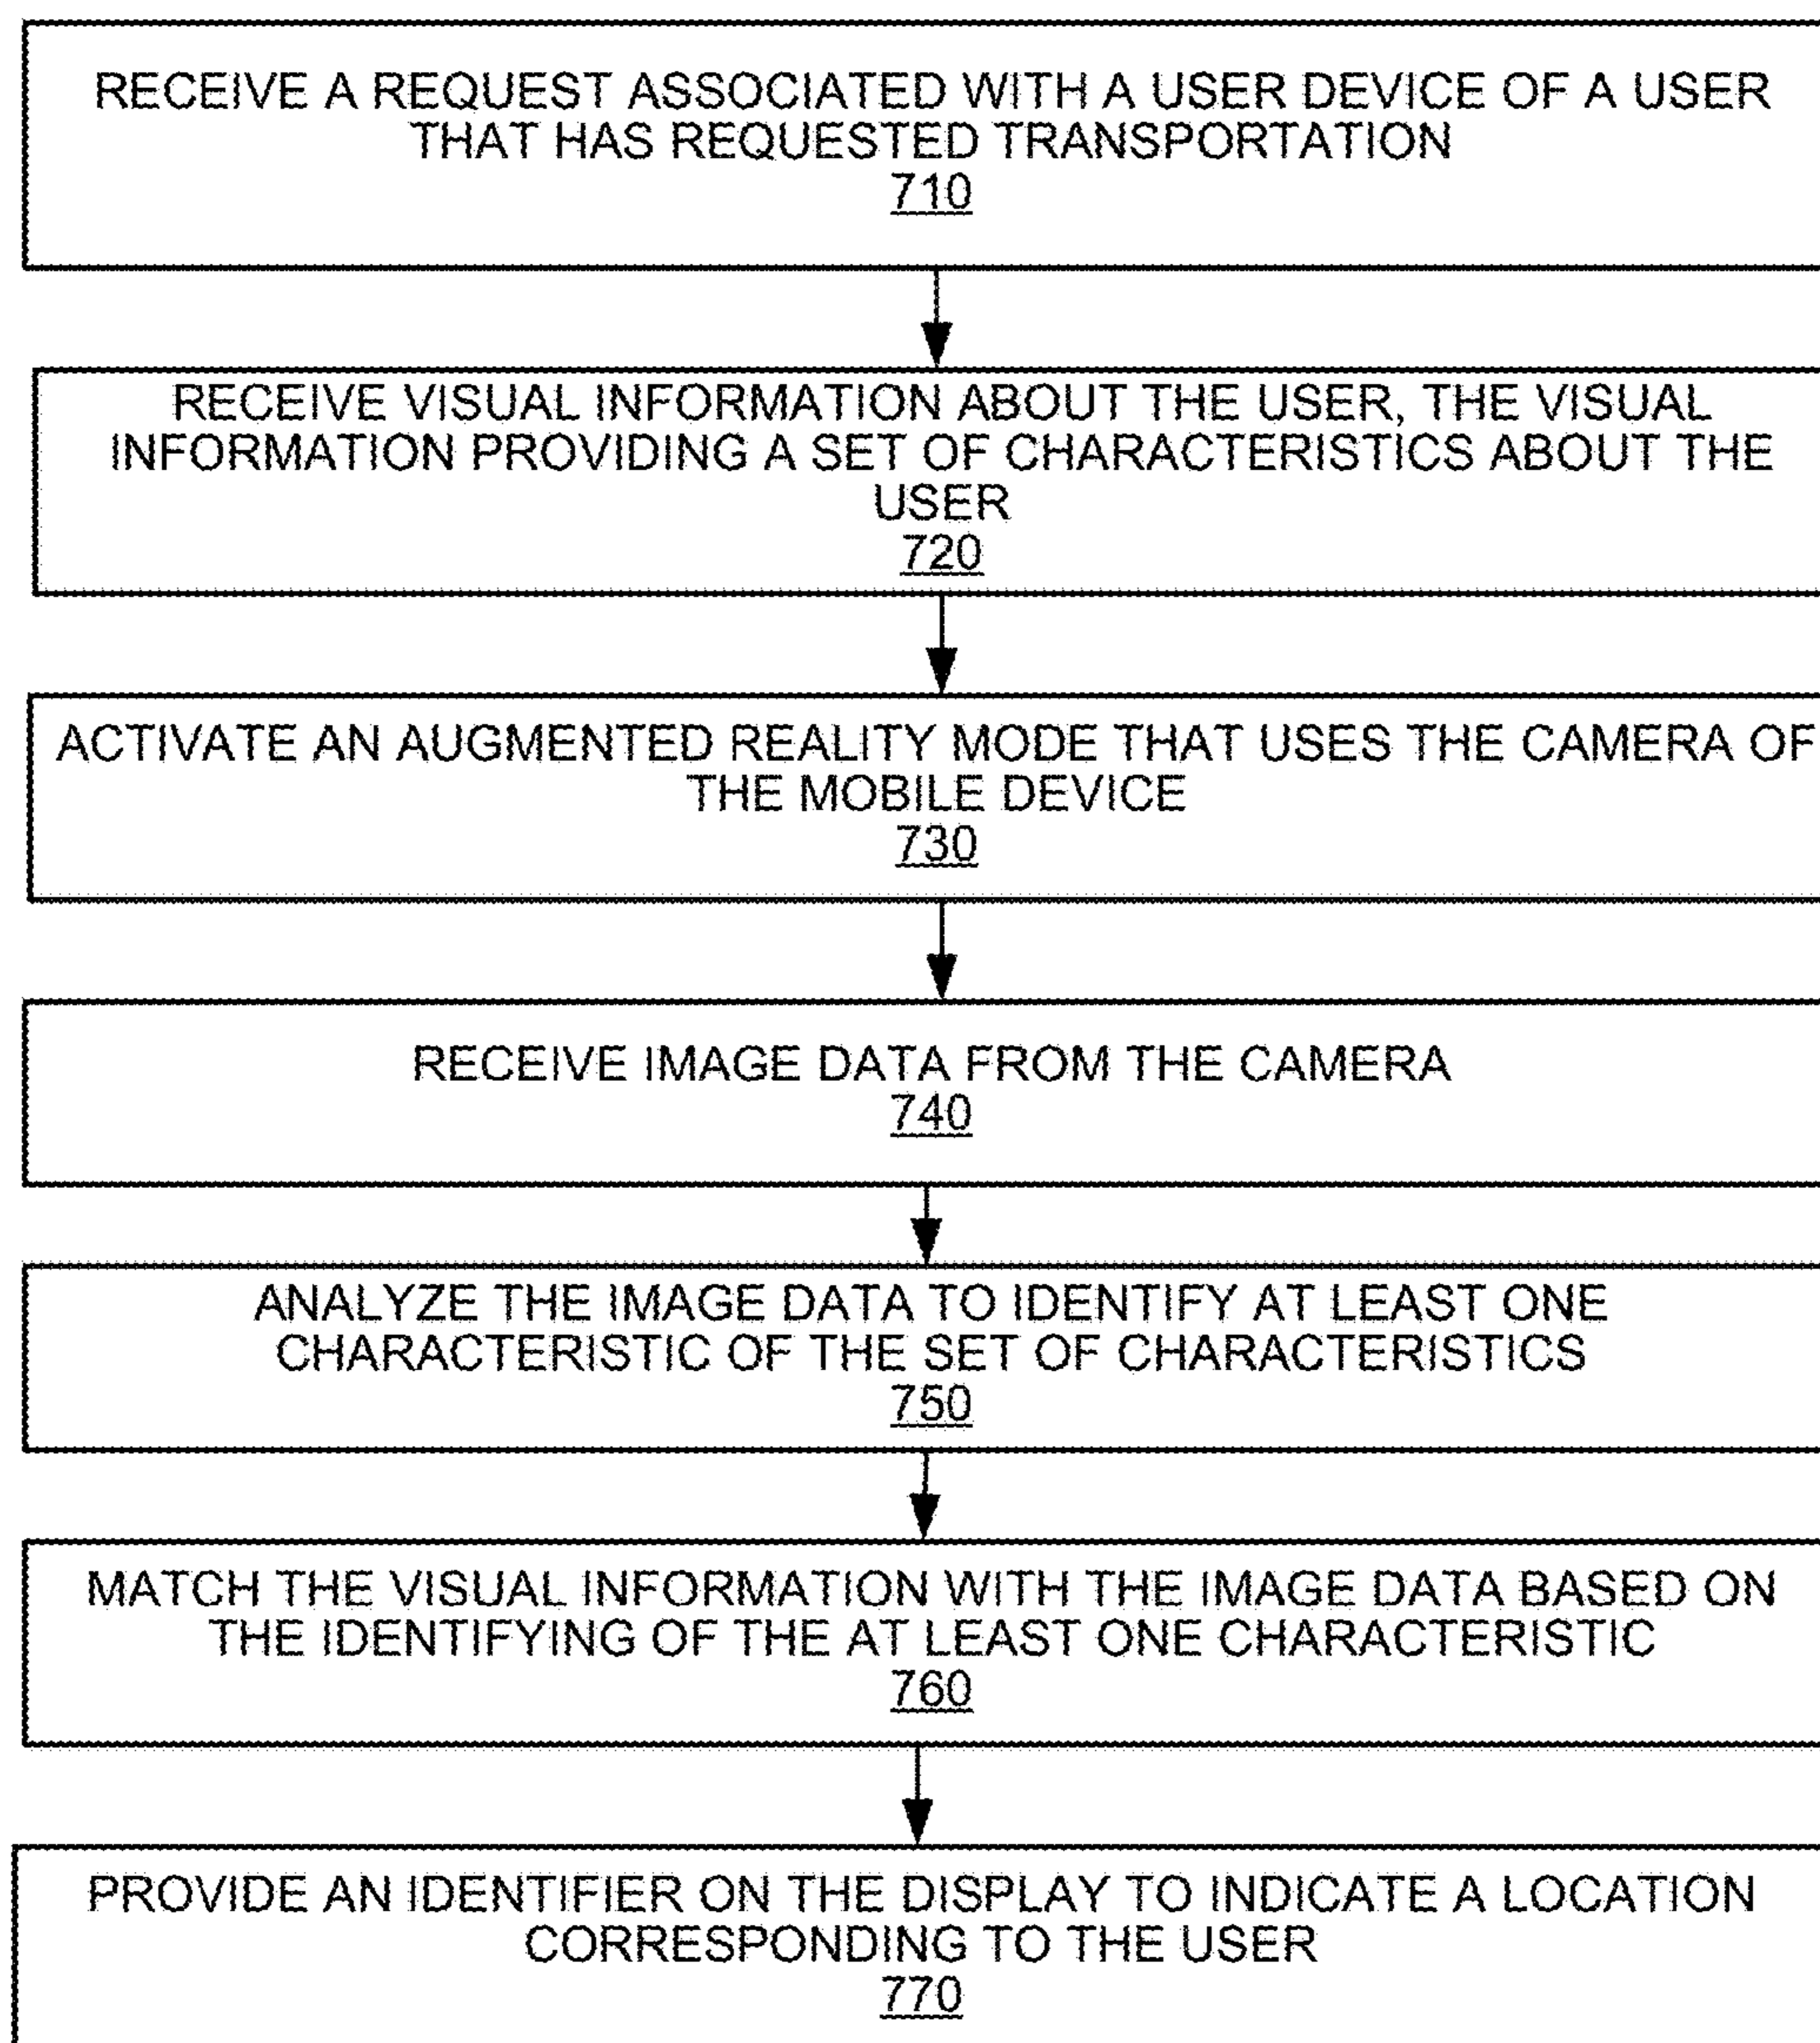 RECEIVE A REQUEST ASSOCIATED WITH A USER DEVICE OF A USER
THAT HAS REQUESTED TRANSPORTATION
710
RECEIVE VISUAL INFORMATION ABOUT THE USER, THE VISUAL
INFORMATION PROVIDING A SET OF CHARACTERISTICS ABOUT THE
USER
720
ACTIVATE AN AUGMENTED REALITY MODE THAT USES THE CAMERA OF
THE MOBILE DEVICE
730
RECEIVE IMAGE DATA FROM THE CAMERA
740
ANALYZE THE IMAGE DATA TO IDENTIFY AT LEAST ONE
CHARACTERISTIC OF THE SET OF CHARACTERISTICS
750
MATCH THE VISUAL INFORMATION WITH THE IMAGE DATA BASED ON
THE IDENTIFYING OF THE AT LEAST ONE CHARACTERISTIC
760
PROVIDE AN IDENTIFIER ON THE DISPLAY TO INDICATE A LOCATION
CORRESPONDING TO THE USER
770